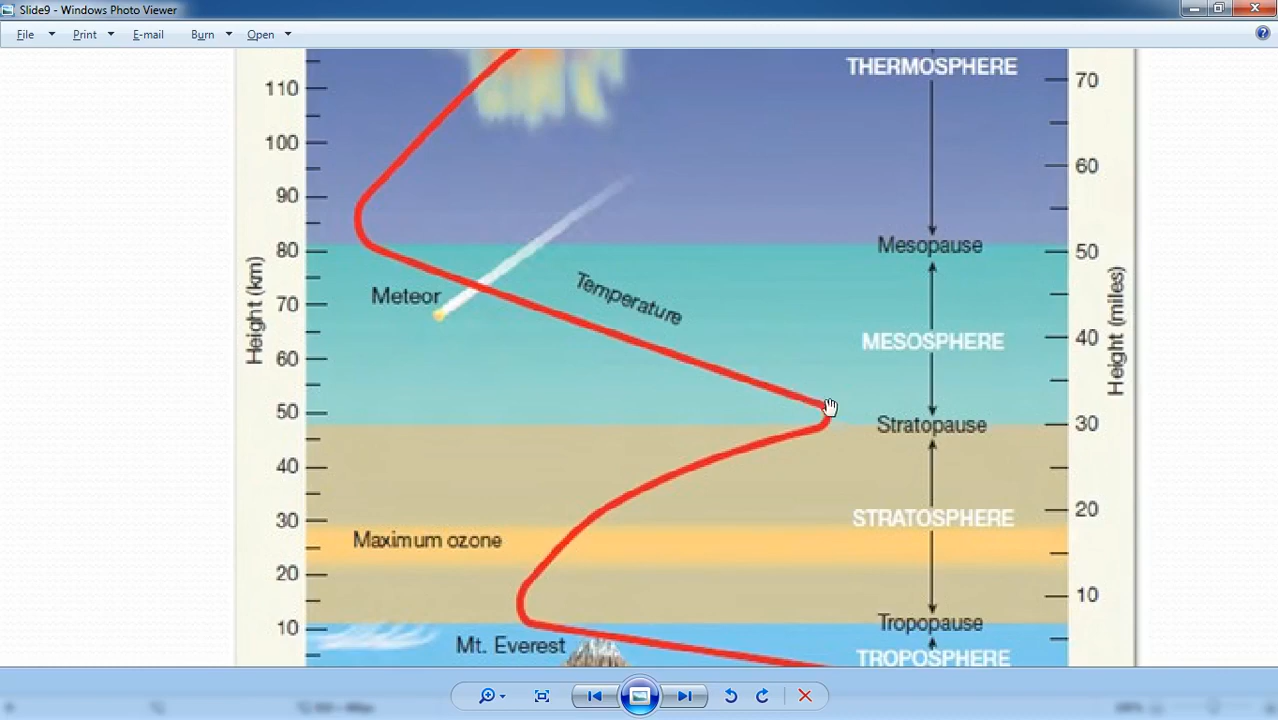 Slide9 - Windows Photo Viewer
File Print E-mail Burn Open
THERMOSPHERE
110
70
100
60
90
80
Mesopause
50
Height (km)
Meteor
70
Temperature
Height (miles)
60
MESOSPHERE
40
50
Stratopause
30
40
30
STRATOSPHERE
20
Maximum ozone
20
10
10
Tropopause
Mt. Everest
TROPOSPHERE